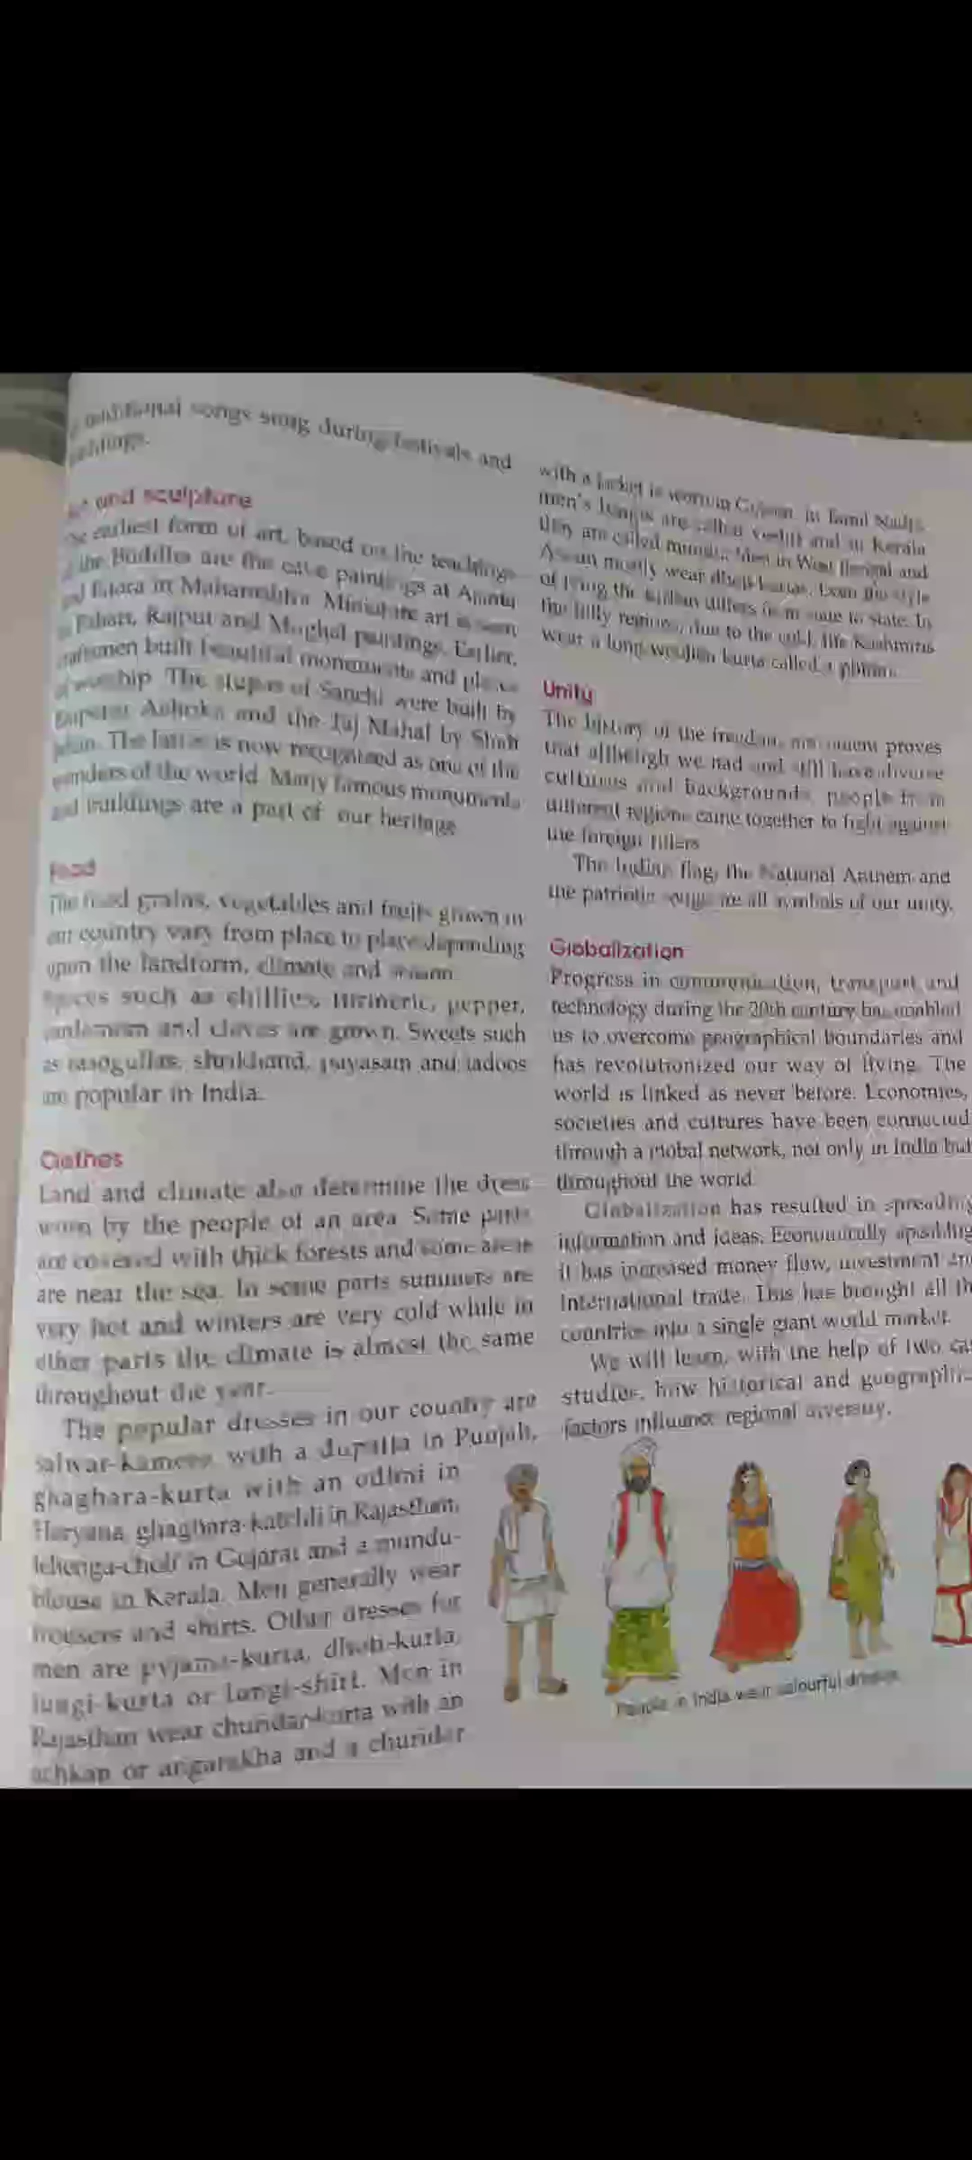 traditional songs sung during festivals and
weddings.
and sculpture
earliest form of art, based on the teachings
the Buddha are the cave paintings at Ajanta
in Maharashtra. Miniature art is seen
Pahari, Rajput and Mughal paintings. Earlier,
craftsmen built beautiful monuments and places
of worship. The stupas of Sanchi were built by
Emperor Ashoka and the Taj Mahal by Shah
Jahan. The latter is now recognised as one of the
wonders of the world. Many famous monuments
and buildings are a part of our heritage.
Food
The food grains, vegetables and fruits grown in
our country vary from place to place depending
upon the landform, climate and
Spices such as chillies, turmeric, pepper,
cardamom and cloves are grown. Sweets such
as rasogullas, shrikhand, payasam and ladoos
are popular in India.
Clothes
Land and climate also determine the dress
worn by the people of an area. Some parts
are covered with thick forests and some areas
are near the sea. In some parts summers are
very hot and winters are very cold while in
other parts the climate is almost the same
throughout the year.
The popular dresses in our country are
salwar-kameez with a dupatta in Punjab,
ghaghara-kurta with an odhni in
Haryana, ghaghara-kanchli in Rajasthan,
lehenga-choli in Gujarat and a mundu-
blouse in Kerala. Men generally wear
trousers and shirts. Other dresses for
men are pyjama-kurta, dhoti-kurta,
lungi-kurta or lungi-shirt. Men in
Rajasthan wear chundar-kurta with an
achkan or angarakha and a chunder
with a jacket is worn in Gujarat. In Tamil Nadu,
men's lungis are called veshti and in Kerala
they are called mundu. Men in West Bengal and
Assam mostly wear dhoti-kurtas. Even the style
of tying the turban differs from state to state. In
the hilly regions, due to the cold, the Kashmiris
wear a long woollen kurta called a phiran.
Unity
The history of the freedom movement proves
that although we had and still have diverse
cultures and backgrounds, people from
different regions came together to fight against
the foreign rulers.
The Indian flag, the National Anthem and
the patriotic songs are all symbols of our unity.
Globalization
Progress in communication, transport and
technology during the 20th century has enabled
us to overcome geographical boundaries and
has revolutionized our way of living. The
world is linked as never before. Economies,
societies and cultures have been connected
through a global network, not only in India but
throughout the world.
Globalization has resulted in spreading
information and ideas. Economically speaking
it has increased money flow, investment an
international trade. This has brought all th
countries into a single giant world market.
We will learn, with the help of two ca
studies, how historical and geographic
factors influence regional diversity.
People in India wear colourful dresses